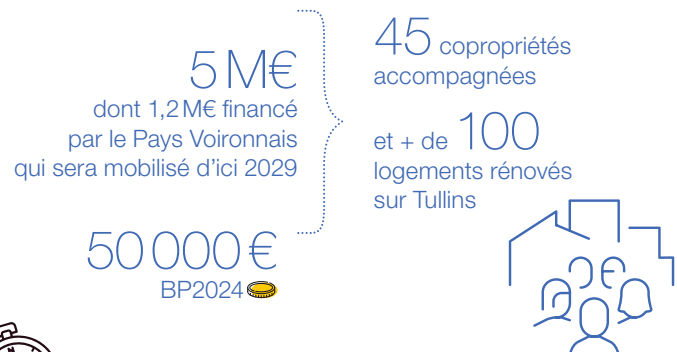 5 M€
dont 1,2 M€ financé
par le Pays Voironnais
qui sera mobilisé d'ici 2029
50 000 €
BP2024
45 copropriétés
accompagnées
et + de 100
logements rénovés
sur Tullins